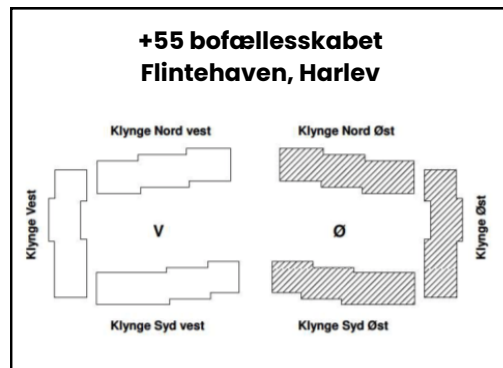 +55 bofællesskabet
Flintehaven, Harlev
Klynge Nord vest
Klynge Nord Øst
Klynge Vest
V
Ø
Klynge Øst
Klynge Syd vest
Klynge Syd Øst